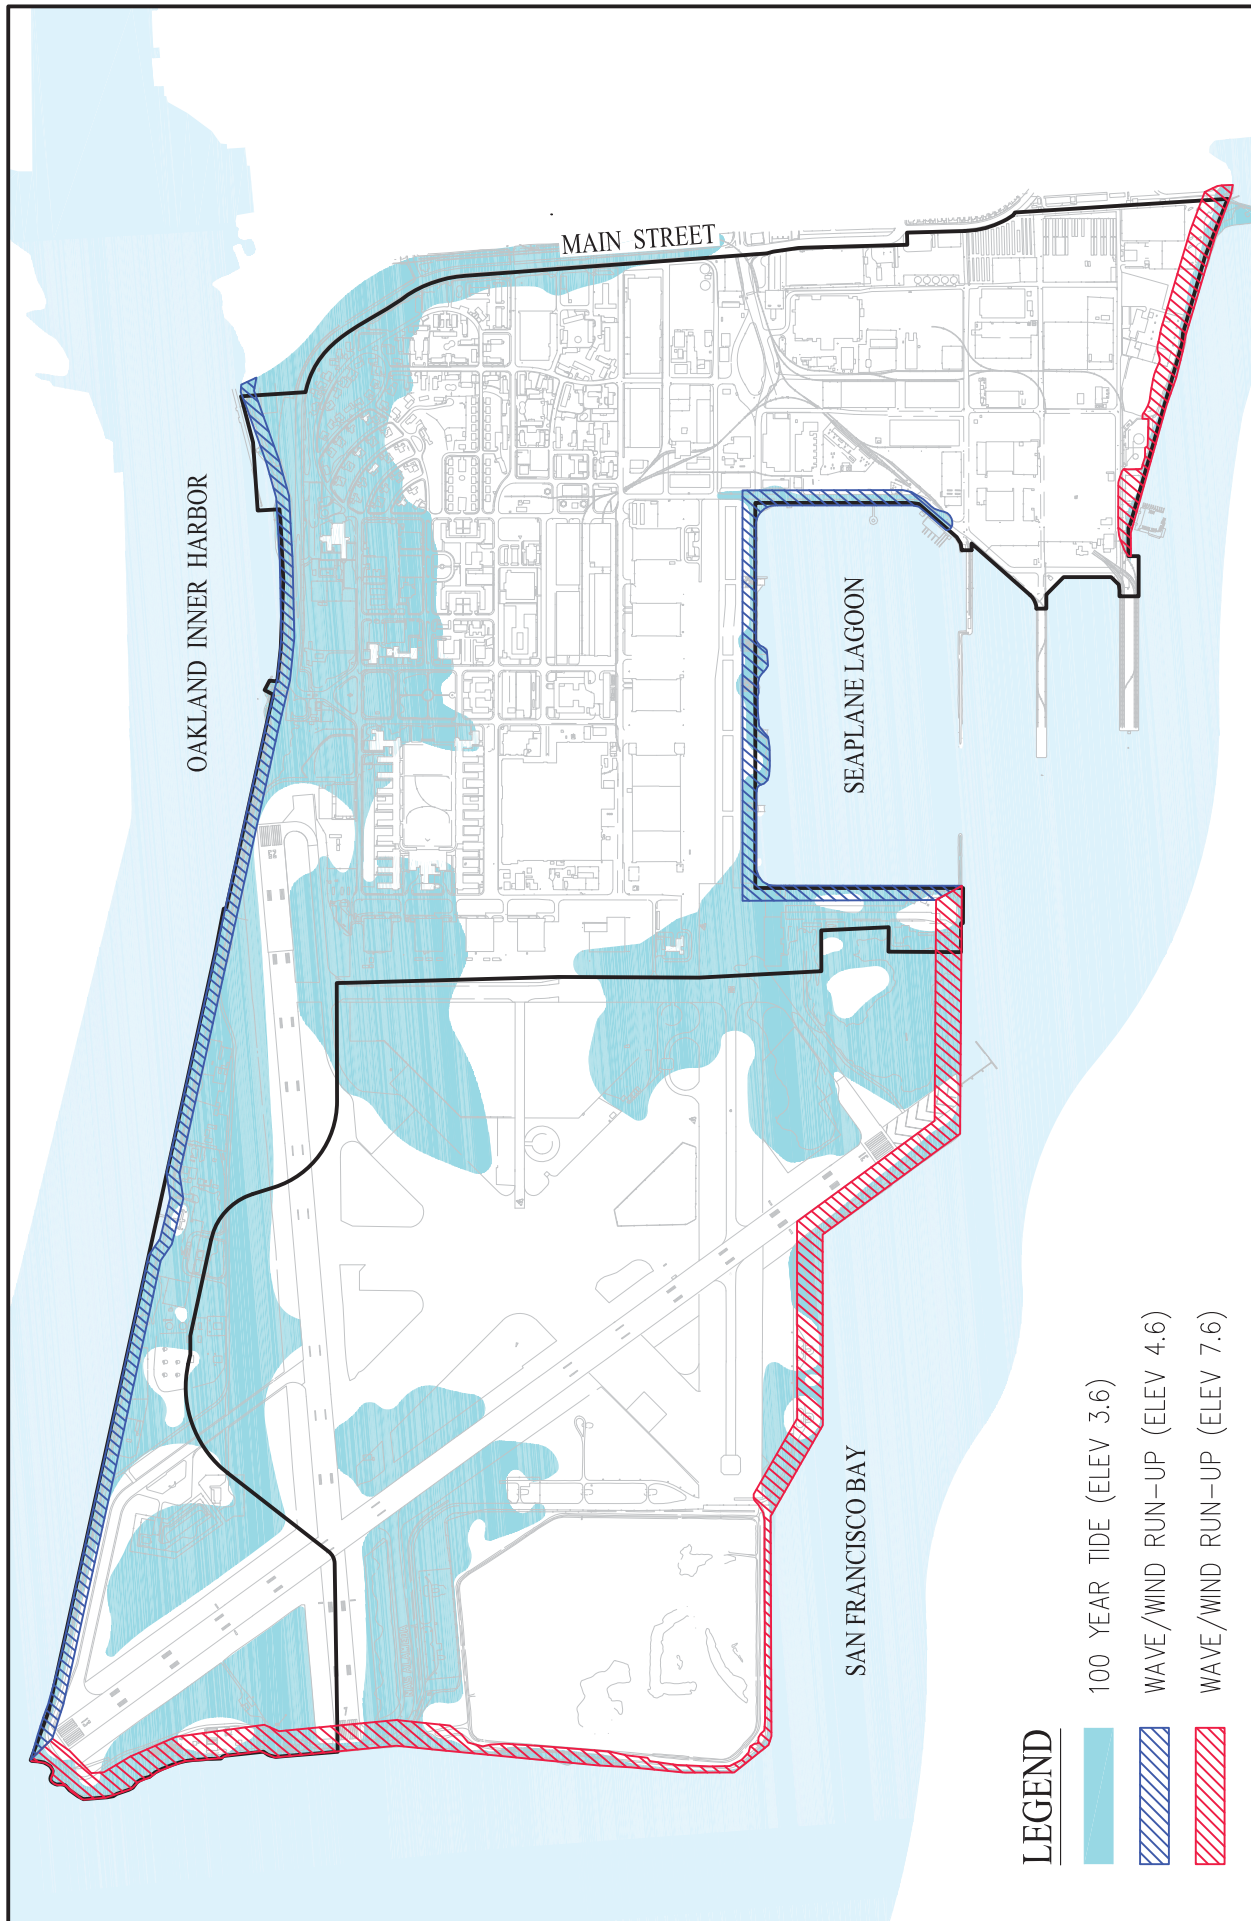 MAIN STREET
OAKLAND INNER HARBOR
SEAPLANE LAGOON
SAN FRANCISCO BAY
LEGEND
100 YEAR TIDE (ELEV 3.6)
WAVE/WIND RUN-UP (ELEV 4.6)
WAVE/WIND RUN-UP (ELEV 7.6)